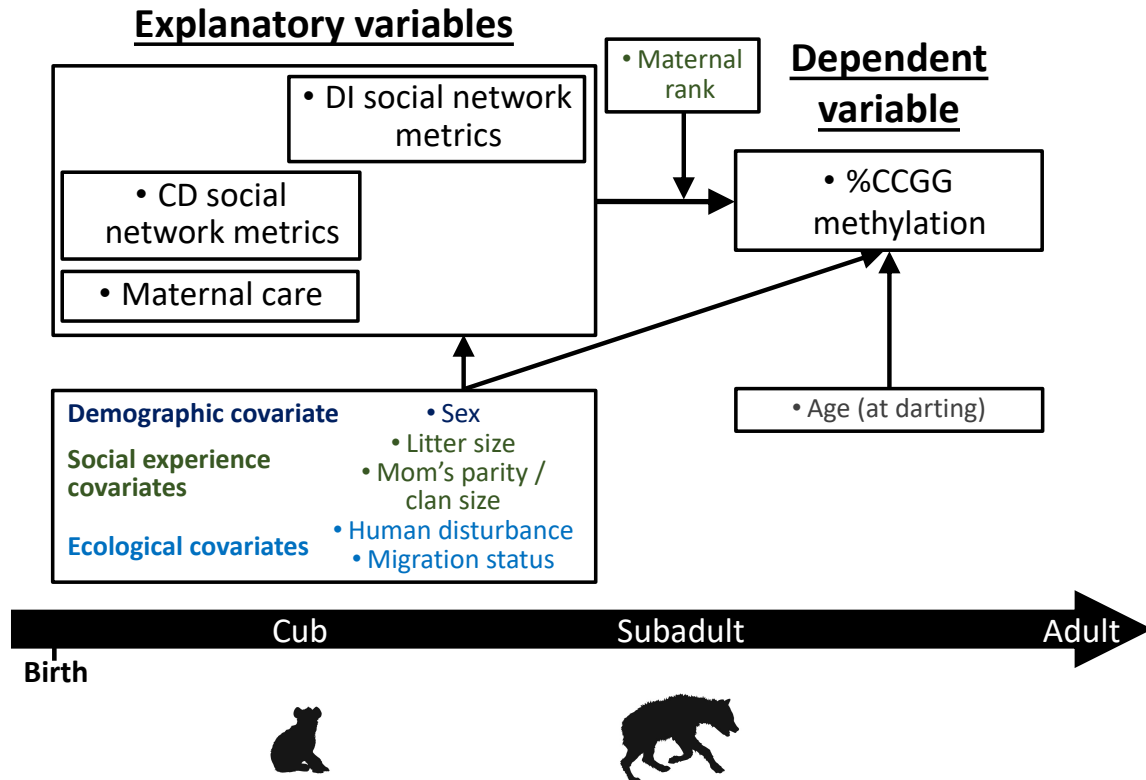 Explanatory variables
• Maternal
rank
Dependent
variable
• DI social network
metrics
• CD social
network metrics
• Maternal care
• %CCGG
methylation
Demographic covariate • Sex
Social experience
covariates
• Litter size
• Mom's parity /
clan size
Ecological covariates
• Human disturbance
• Migration status
• Age (at darting)
Cub Subadult Adult
Birth